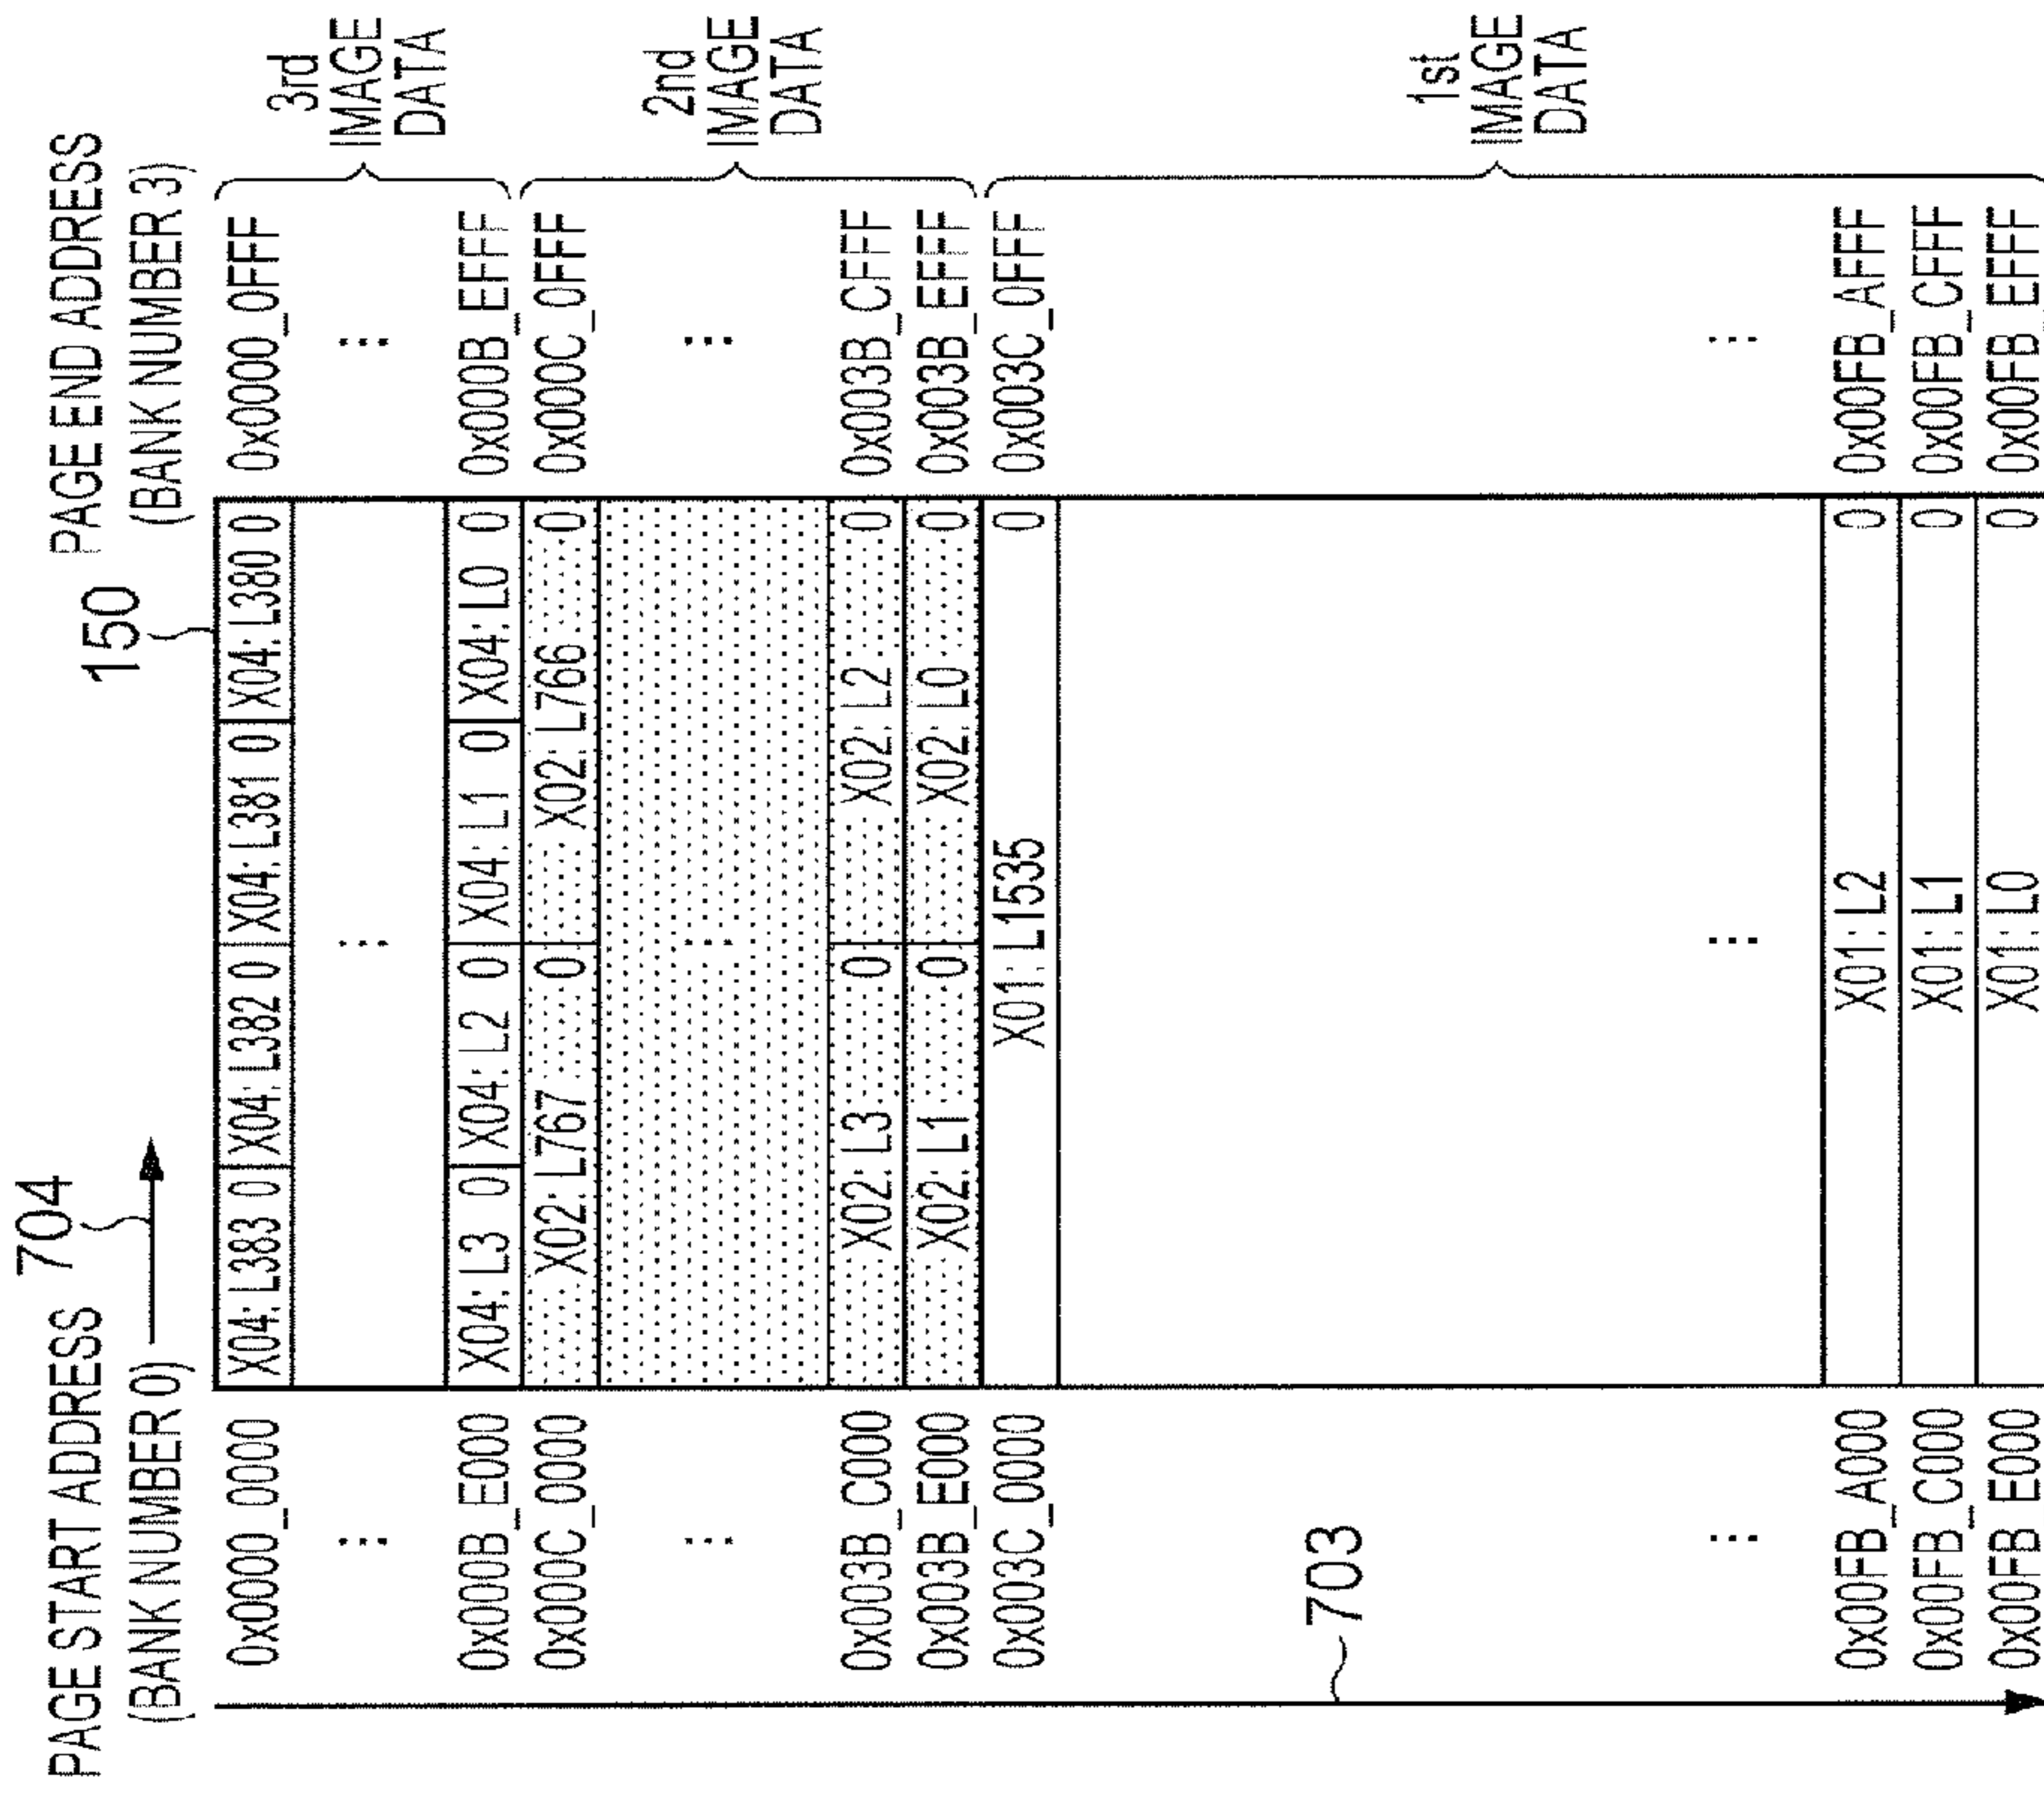 PAGE START ADDRESS
(BANK NUMBER 0)
704
150
PAGE END ADDRESS
(BANK NUMBER 3)
0x0000_0000 X04: L383 0 X04: L382 0 X04: L381 0 X04: L380 0 0x0000_0FFF
... ... ...
0x000B_E000 X04: L3 0 X04: L2 0 X04: L1 0 X04: L0 0 0x000B_EFFF
3rd
IMAGE
DATA
0x000C_0000 X02: L767 0 X02: L766 0 0x000C_0FFF
... ... ...
0x003B_C000 X02: L3 0 X02: L2 0 0x003B_CFFF
0x003B_E000 X02: L1 0 X02: L0 0 0x003B_EFFF
2nd
IMAGE
DATA
0x003C_0000 X01: L1535 0 0x003C_0FFF
703
... ... ...
0x00FB_A000 X01: L2 0 0x00FB_AFFF
0x00FB_C000 X01: L1 0 0x00FB_CFFF
0x00FB_E000 X01: L0 0 0x00FB_EFFF
1st
IMAGE
DATA